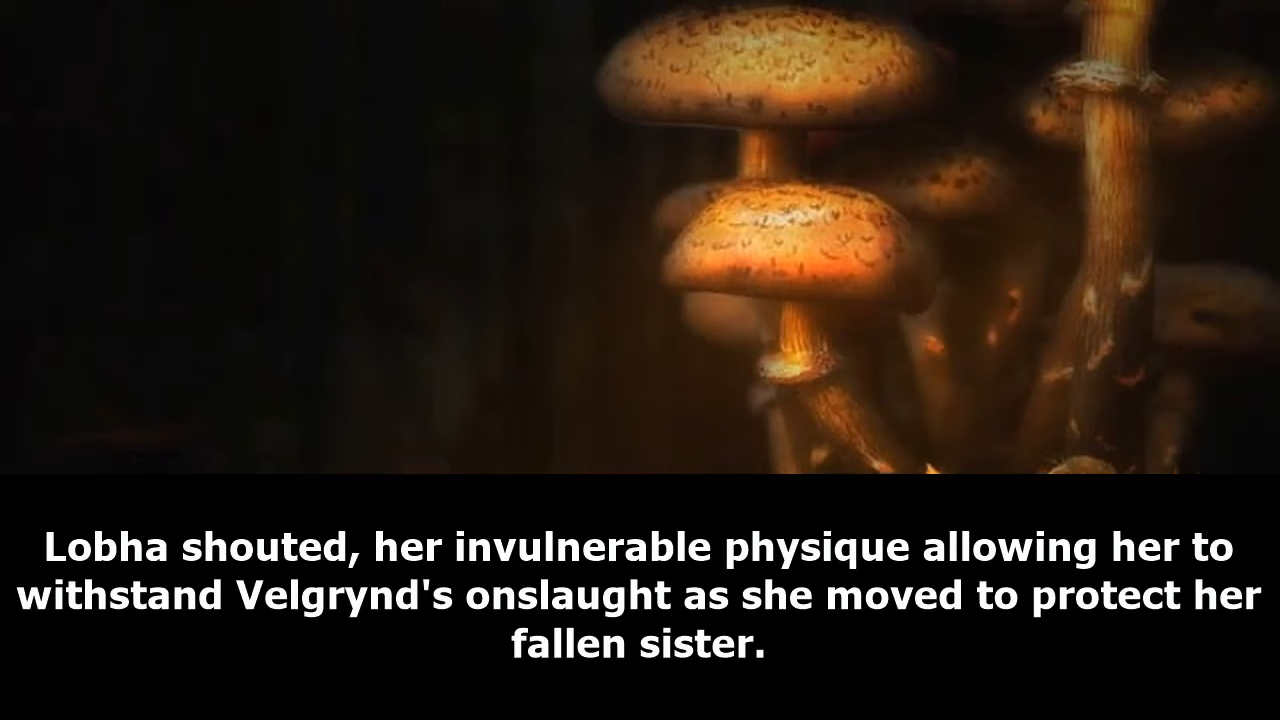 Lobha shouted, her invulnerable physique allowing her to
withstand Velgrynd's onslaught as she moved to protect her
fallen sister.